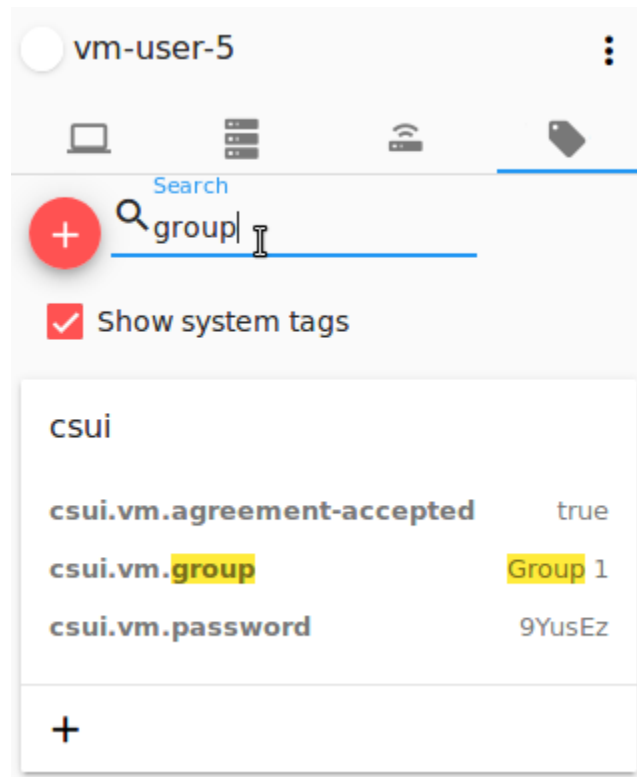 vm-user-5
Search
group
Show system tags
csui
csui.vm.agreement-accepted true
csui.vm.group Group 1
csui.vm.password 9YusEz